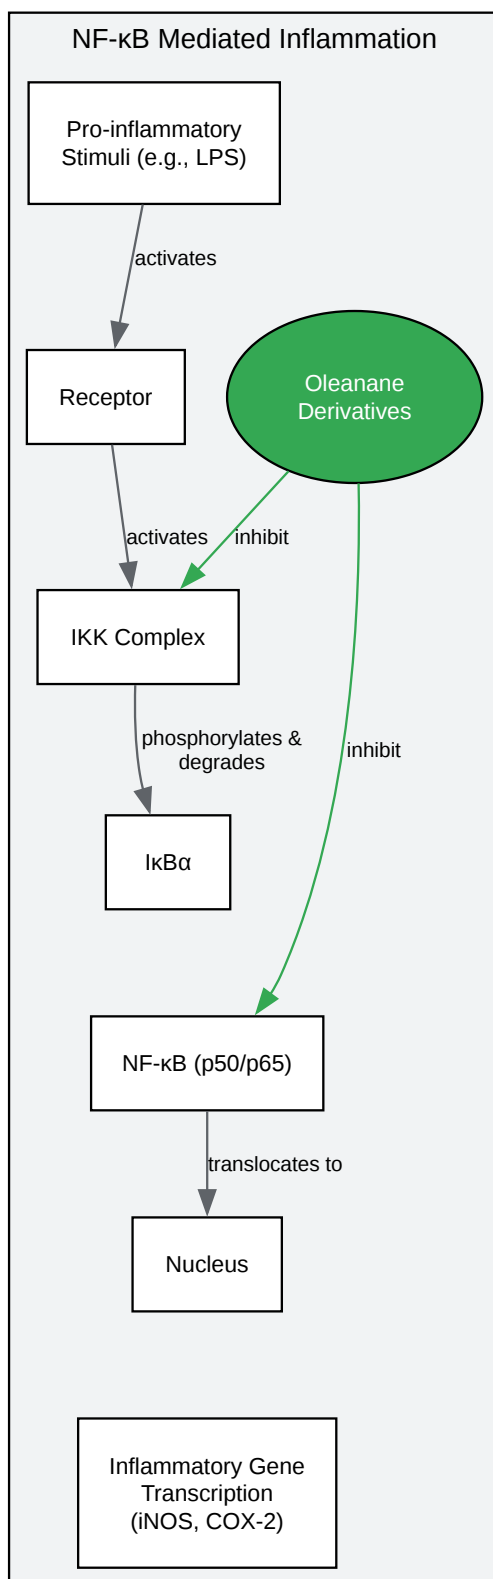 NF-κB Mediated Inflammation
Pro-inflammatory
Stimuli (e.g., LPS)
activates
Receptor
Oleanane
Derivatives
activates
inhibit
IKK Complex
phosphorylates &
degrades
inhibit
IκBα
NF-κB (p50/p65)
translocates to
Nucleus
Inflammatory Gene
Transcription
(iNOS, COX-2)